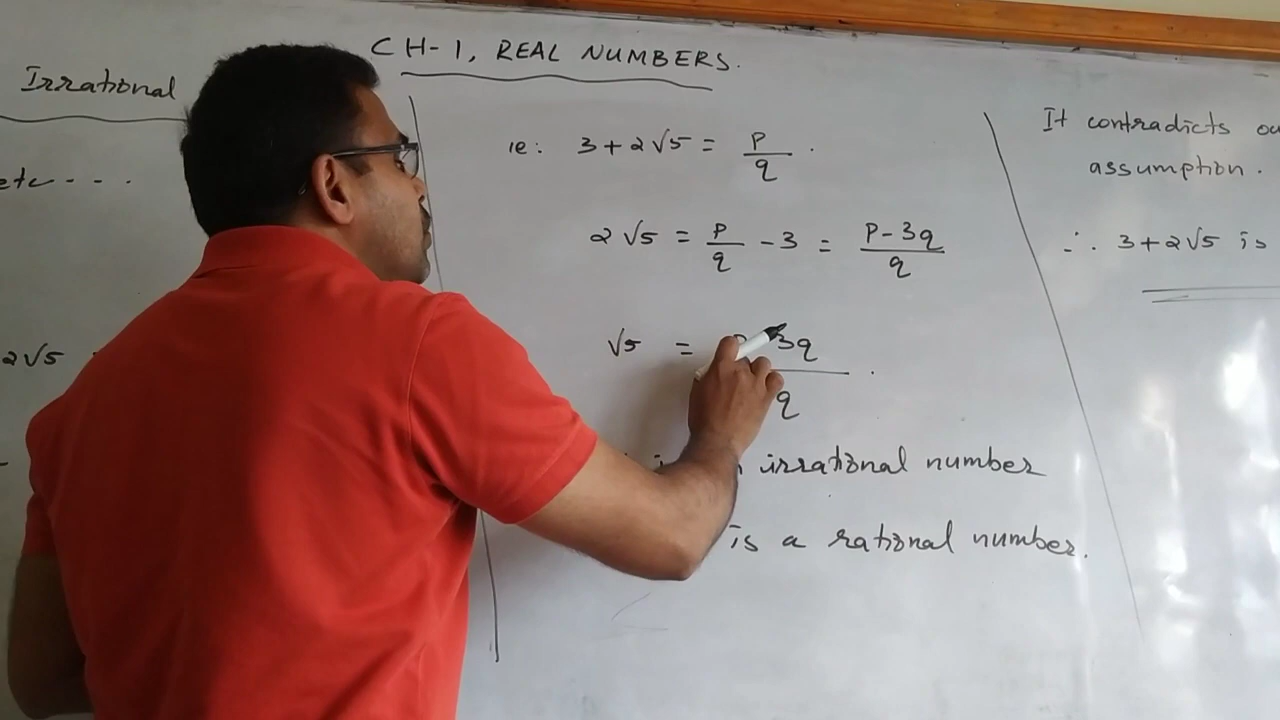 CH-1, REAL NUMBERS.
Irrational
etc - - .
2√5
ie: 3 + 2√5 = p/q .
2√5 = p/q - 3 = p-3q/q
√5 = 3q/q .
irrational number
is a rational number.
It contradicts
assumption.
∴ 3+2√5 is